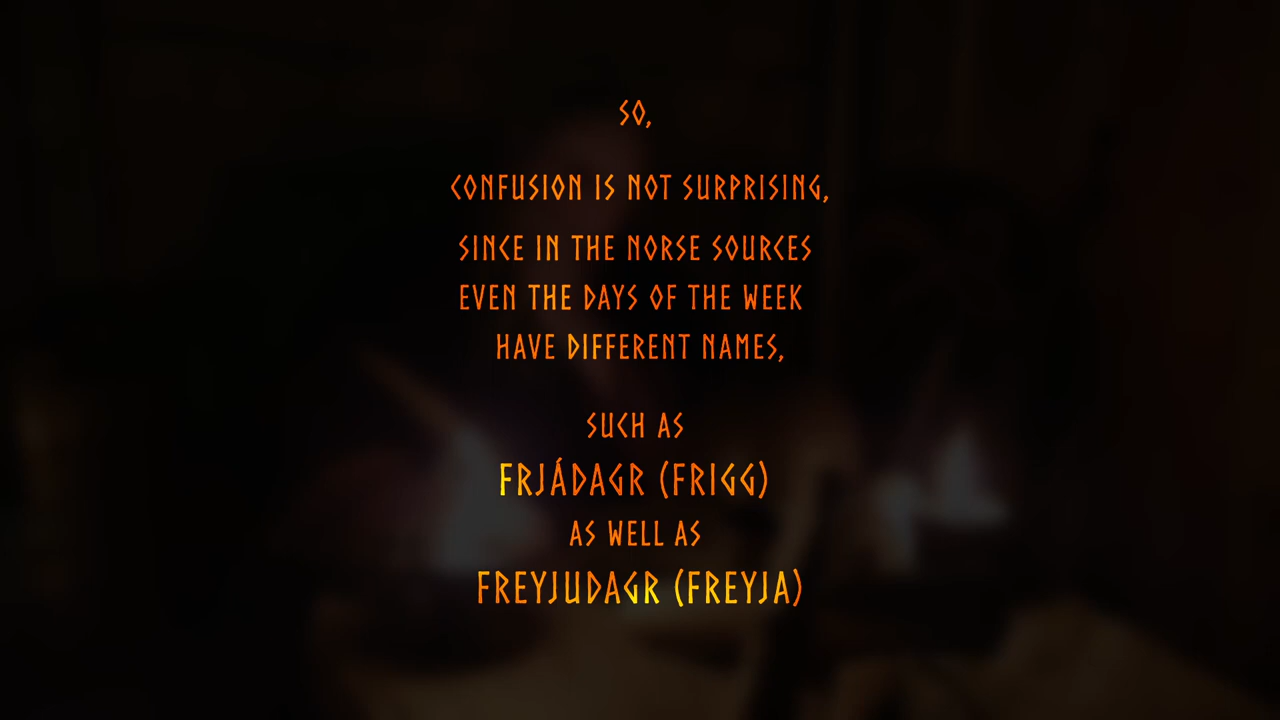 SO,
CONFUSION IS NOT SURPRISING,
SINCE IN THE NORSE SOURCES
EVEN THE DAYS OF THE WEEK
HAVE DIFFERENT NAMES,
SUCH AS
FRJÁDAGR (FRIGG)
AS WELL AS
FREYJUDAGR (FREYJA)